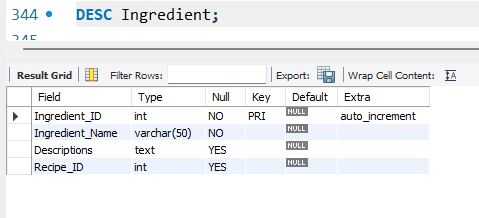 344 DESC Ingredient;
Result Grid Filter Rows: Export: Wrap Cell Content:
Field Type Null Key Default Extra
Ingredient_ID int NO PRI NULL auto_increment
Ingredient_Name varchar(50) NO NULL
Descriptions text YES NULL
Recipe_ID int YES NULL